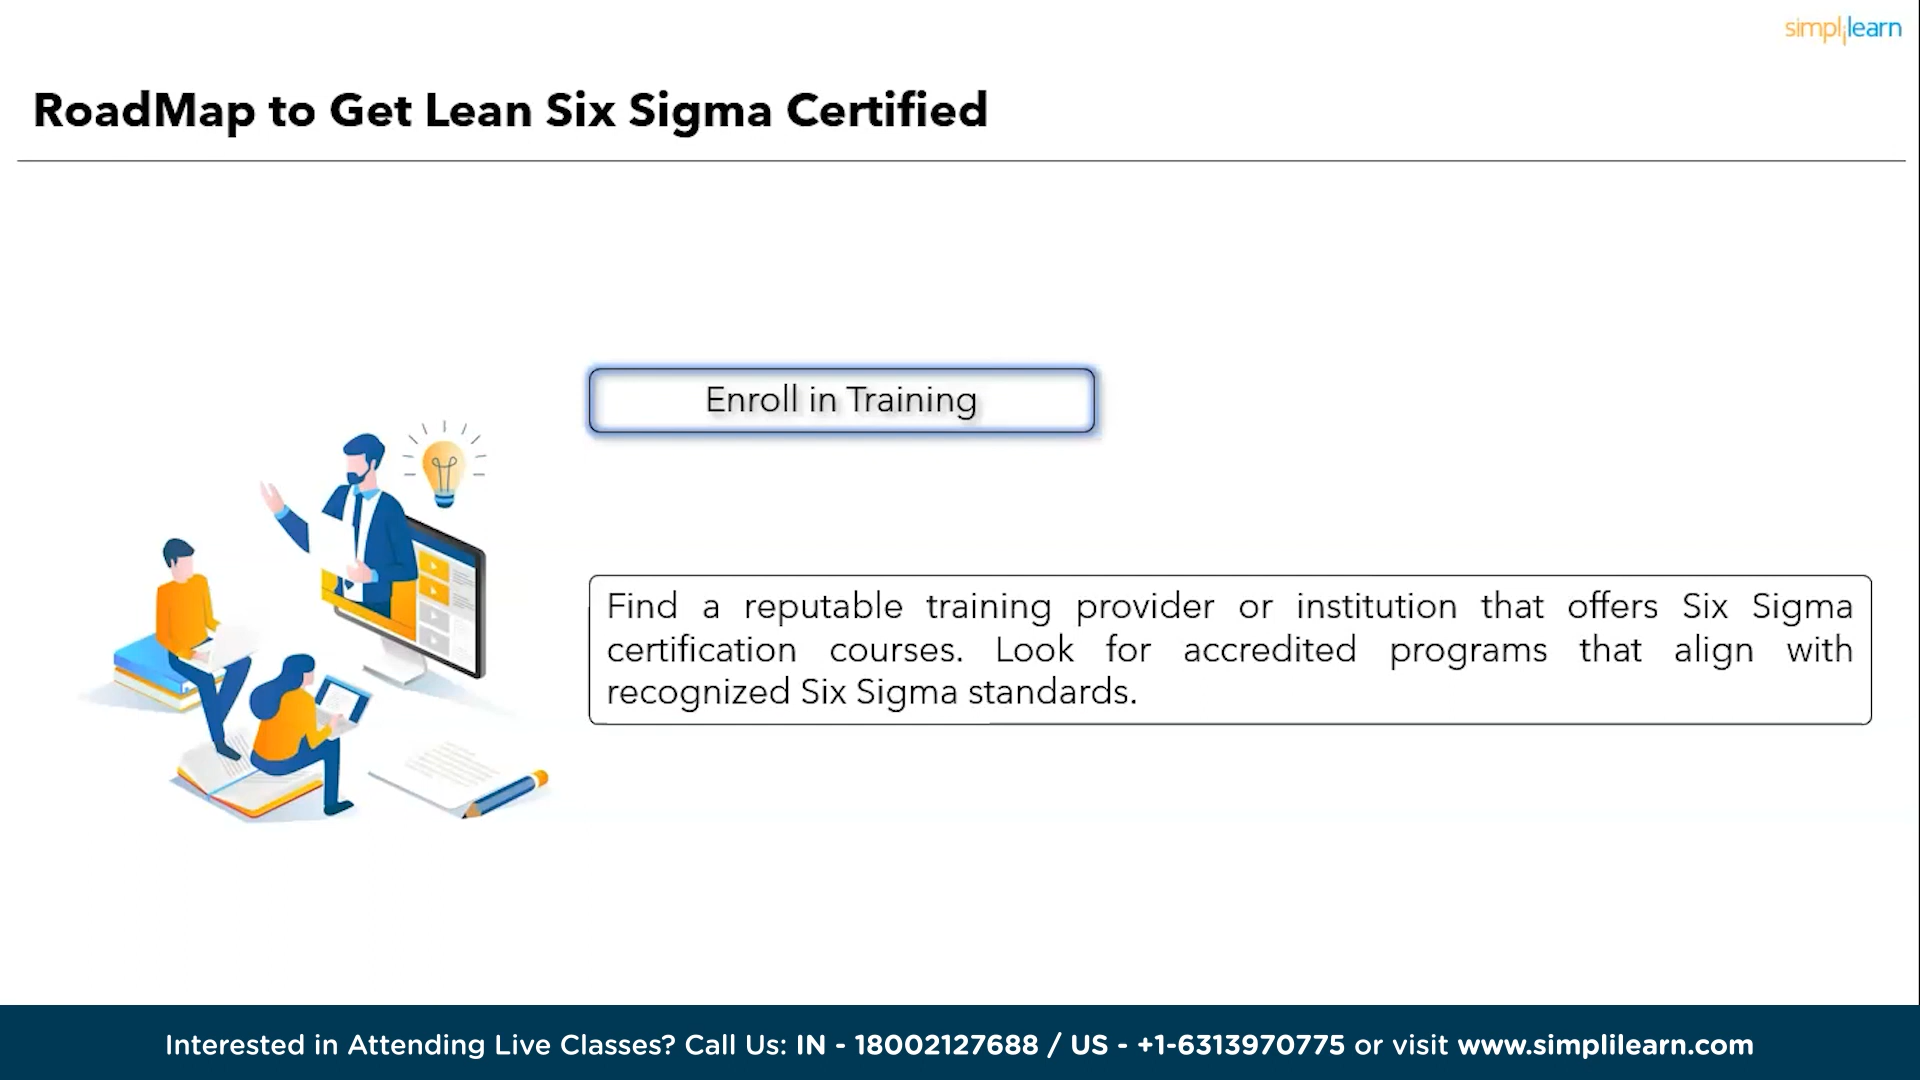 simplilearn
RoadMap to Get Lean Six Sigma Certified
Enroll in Training
Find a reputable training provider or institution that offers Six Sigma
certification courses. Look for accredited programs that align with
recognized Six Sigma standards.
Interested in Attending Live Classes? Call Us: IN - 18002127688 / US - +1-6313970775 or visit www.simplilearn.com